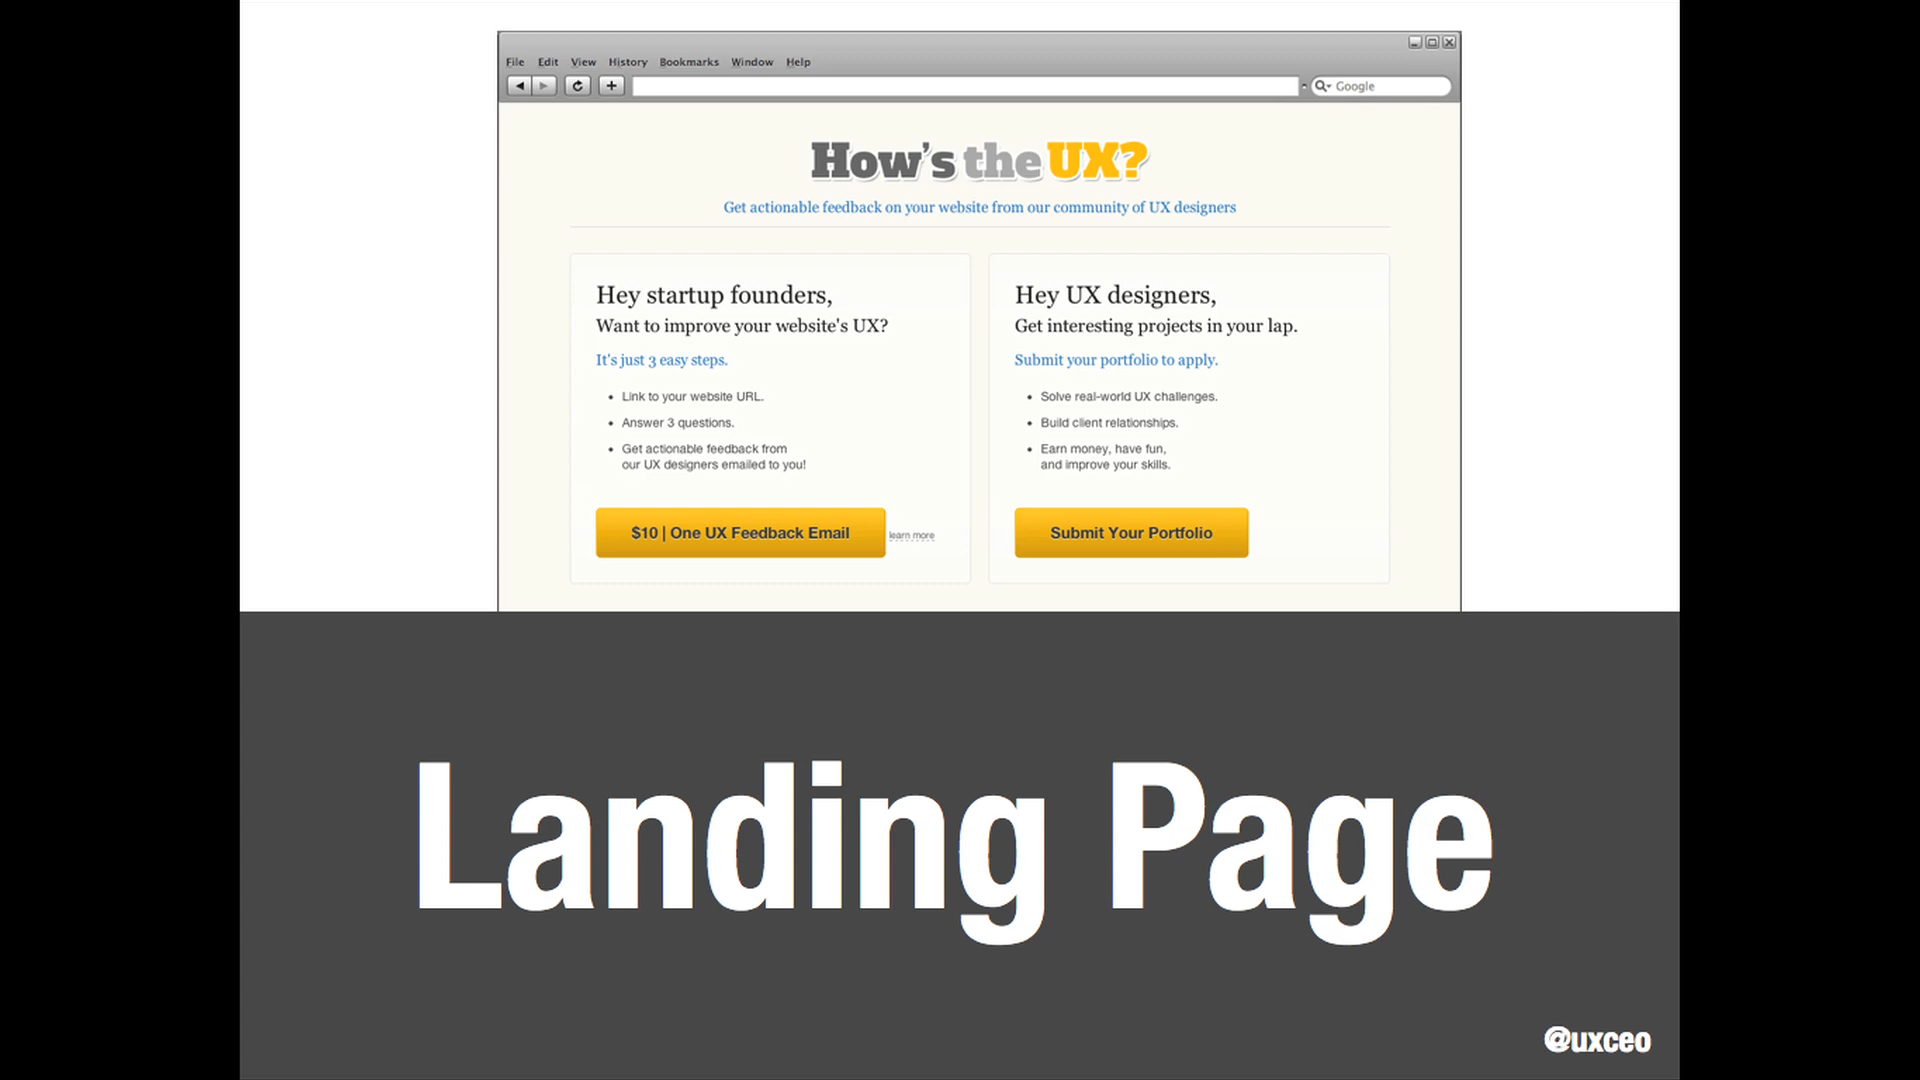 File Edit View History Bookmarks Window Help
Google
How's the UX?
Get actionable feedback on your website from our community of UX designers
Hey startup founders,
Want to improve your website's UX?
It's just 3 easy steps.
• Link to your website URL.
• Answer 3 questions.
• Get actionable feedback from
our UX designers emailed to you!
$10 | One UX Feedback Email
learn more
Hey UX designers,
Get interesting projects in your lap.
Submit your portfolio to apply.
• Solve real-world UX challenges.
• Build client relationships.
• Earn money, have fun,
and improve your skills.
Submit Your Portfolio
Landing Page
@uxceo